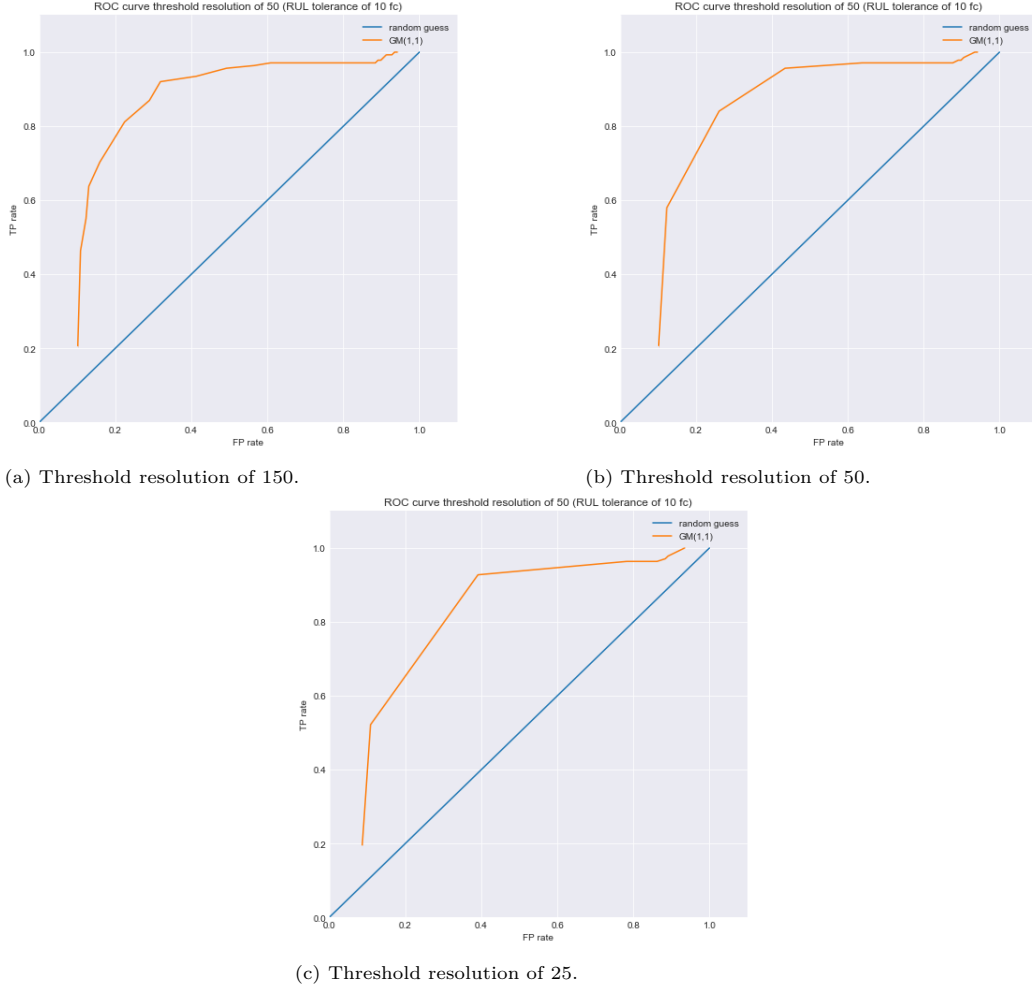 ROC curve threshold resolution of 50 (RUL tolerance of 10 fc)
random guess
GM(1,1)
1.0
0.8
0.6
0.4
0.2
0.0
TP rate
0.0 0.2 0.4 0.6 0.8 1.0
FP rate
(a) Threshold resolution of 150.
ROC curve threshold resolution of 50 (RUL tolerance of 10 fc)
random guess
GM(1,1)
1.0
0.8
0.6
0.4
0.2
0.0
TP rate
0.0 0.2 0.4 0.6 0.8 1.0
FP rate
(b) Threshold resolution of 50.
ROC curve threshold resolution of 50 (RUL tolerance of 10 fc)
random guess
GM(1,1)
1.0
0.8
0.6
0.4
0.2
0.0
TP rate
0.0 0.2 0.4 0.6 0.8 1.0
FP rate
(c) Threshold resolution of 25.